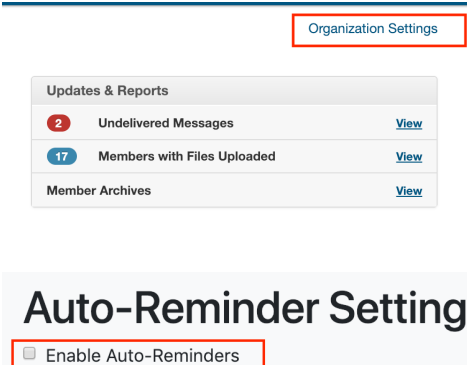 Organization Settings
Updates & Reports
2 Undelivered Messages View
17 Members with Files Uploaded View
Member Archives View
Auto-Reminder Setting
Enable Auto-Reminders